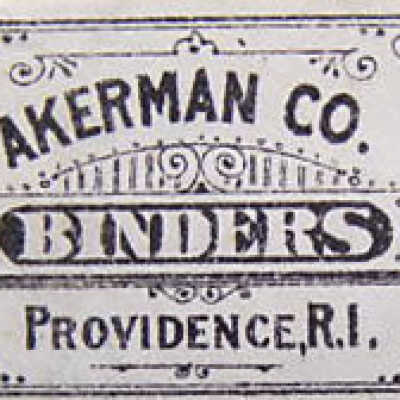 AKERMAN CO.
BINDERS
PROVIDENCE, R.I.